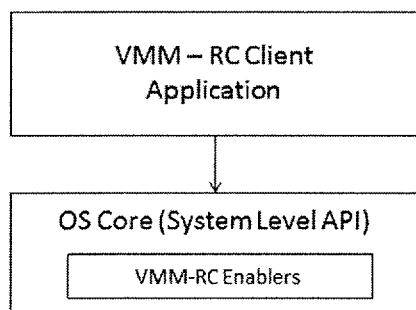 VMM – RC Client
Application
OS Core (System Level API)
VMM-RC Enablers